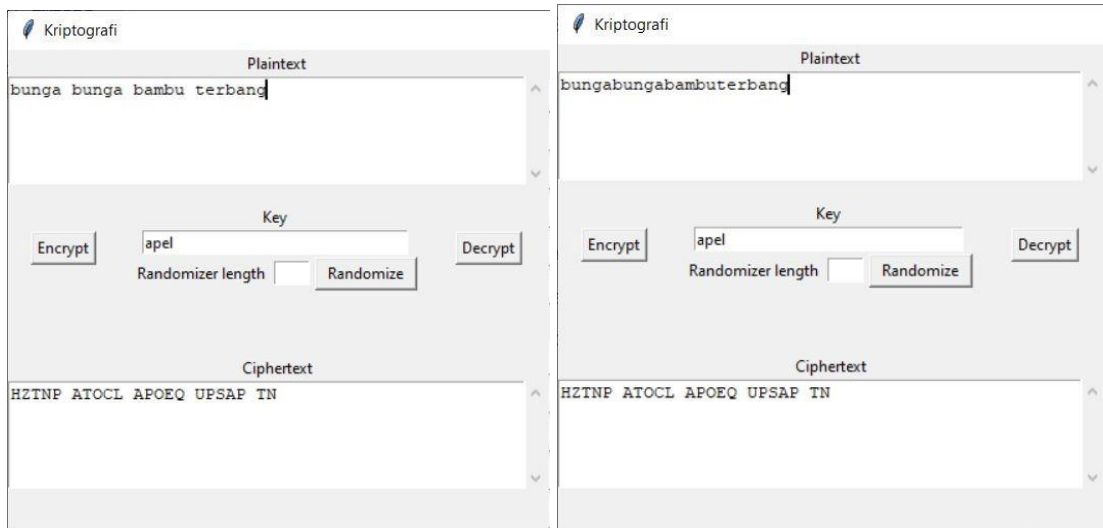 Kriptografi
Plaintext
bunga bunga bambu terbang
Key
Encrypt
apel
Decrypt
Randomizer length
Randomize
Ciphertext
HZTNP ATOCL APOEQ UPSAP TN
Kriptografi
Plaintext
bungabungabambuterbang
Key
Encrypt
apel
Decrypt
Randomizer length
Randomize
Ciphertext
HZTNP ATOCL APOEQ UPSAP TN